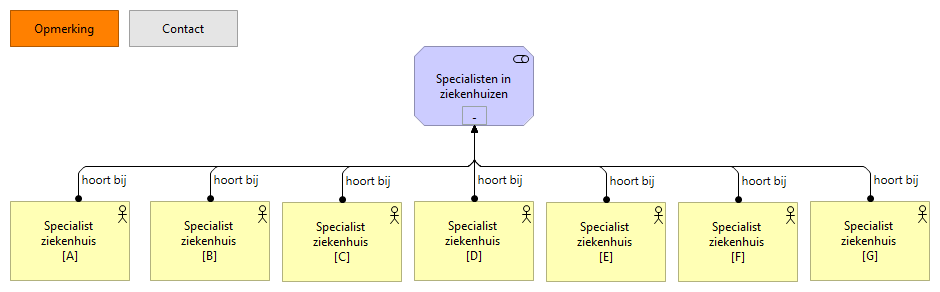 Opmerking
Contact
Specialisten in
ziekenhuizen
-
hoort bij
hoort bij
hoort bij
hoort bij
hoort bij
hoort bij
hoort bij
Specialist
ziekenhuis
[A]
Specialist
ziekenhuis
[B]
Specialist
ziekenhuis
[C]
Specialist
ziekenhuis
[D]
Specialist
ziekenhuis
[E]
Specialist
ziekenhuis
[F]
Specialist
ziekenhuis
[G]